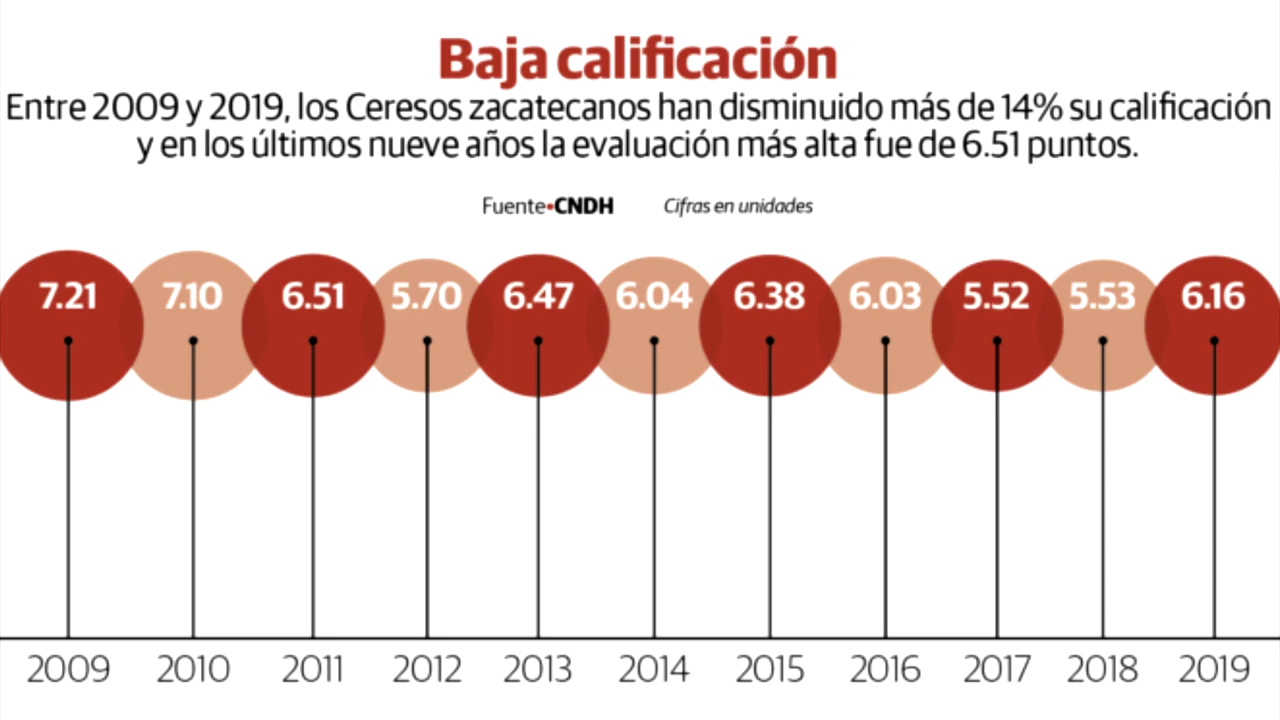 Baja calificación
Entre 2009 y 2019, los Ceresos zacatecanos han disminuido más de 14% su calificación
y en los últimos nueve años la evaluación más alta fue de 6.51 puntos.
Fuente•CNDH Cifras en unidades
7.21 7.10 6.51 5.70 6.47 6.04 6.38 6.03 5.52 5.53 6.16
2009 2010 2011 2012 2013 2014 2015 2016 2017 2018 2019